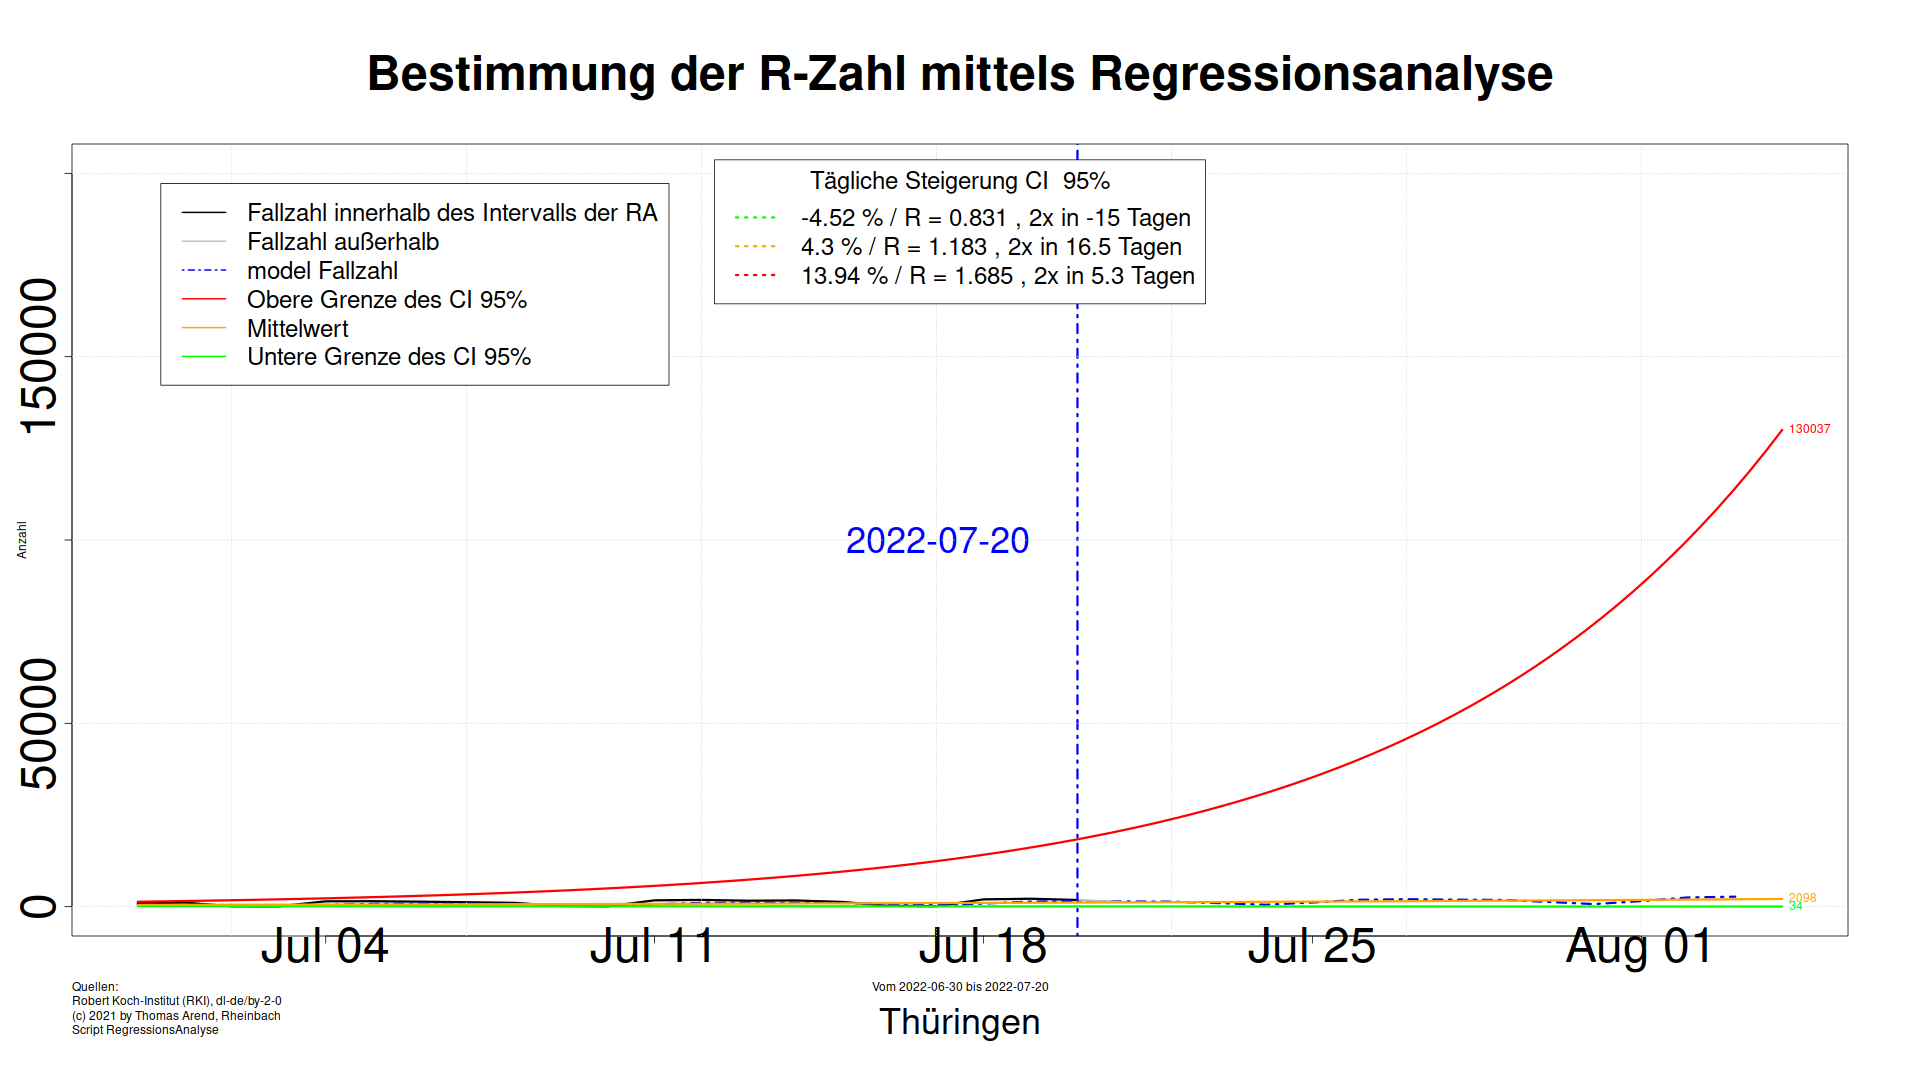 Bestimmung der R-Zahl mittels Regressionsanalyse
Fallzahl innerhalb des Intervalls der RA
Fallzahl außerhalb
model Fallzahl
Obere Grenze des CI 95%
Mittelwert
Untere Grenze des CI 95%
Tägliche Steigerung CI  95%
-4.52 % / R = 0.831 , 2x in -15 Tagen
4.3 % / R = 1.183 , 2x in 16.5 Tagen
13.94 % / R = 1.685 , 2x in 5.3 Tagen
150000
50000
0
Anzahl
2022-07-20
130037
2098
34
Jul 04
Jul 11
Jul 18
Jul 25
Aug 01
Quellen:
Robert Koch-Institut (RKI), dl-de/by-2-0
(c) 2021 by Thomas Arend, Rheinbach
Script RegressionsAnalyse
Vom 2022-06-30 bis 2022-07-20
Thüringen